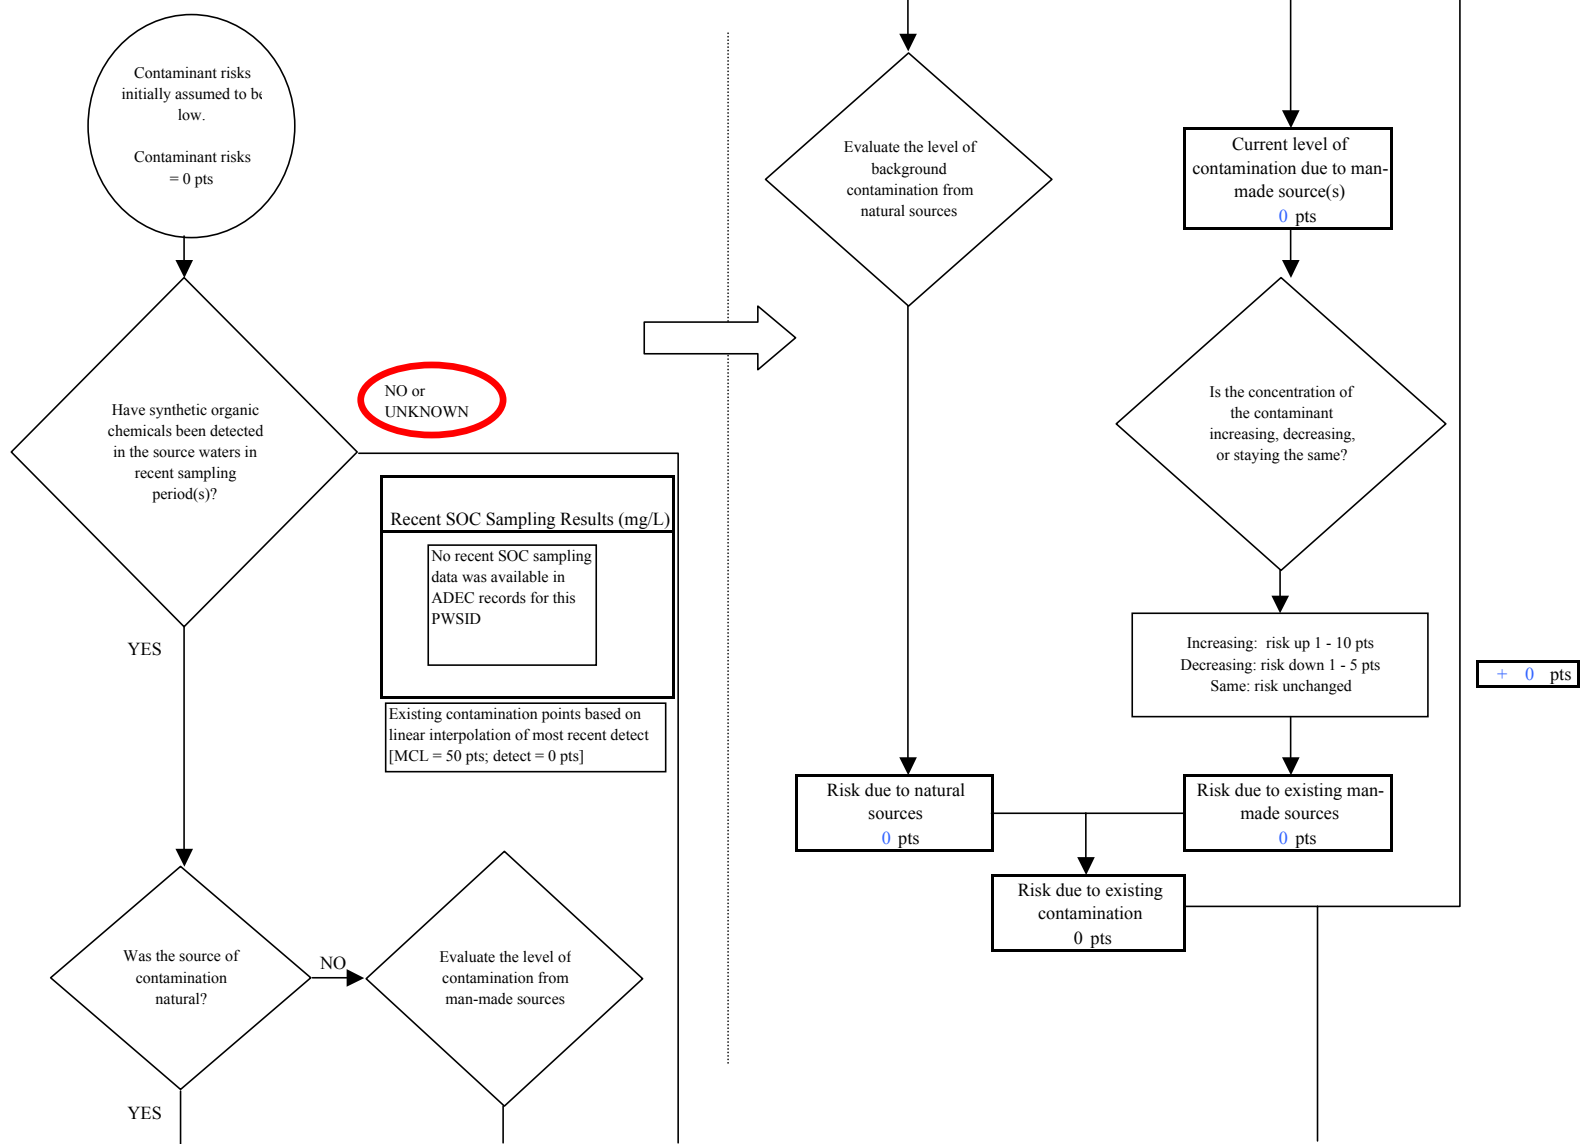 Contaminant risks
initially assumed to be
low.
Contaminant risks
= 0 pts
Have synthetic organic
chemicals been detected
in the source waters in
recent sampling
period(s)?
NO or
UNKNOWN
Recent SOC Sampling Results (mg/L)
No recent SOC sampling
data was available in
ADEC records for this
PWSID
Existing contamination points based on
linear interpolation of most recent detect
[MCL = 50 pts; detect = 0 pts]
YES
Was the source of
contamination
natural?
NO
Evaluate the level of
contamination from
man-made sources
YES
Evaluate the level of
background
contamination from
natural sources
Current level of
contamination due to man-
made source(s)
0 pts
Is the concentration of
the contaminant
increasing, decreasing,
or staying the same?
Increasing: risk up 1 - 10 pts
Decreasing: risk down 1 - 5 pts
Same: risk unchanged
+ 0 pts
Risk due to natural
sources
0 pts
Risk due to existing man-
made sources
0 pts
Risk due to existing
contamination
0 pts